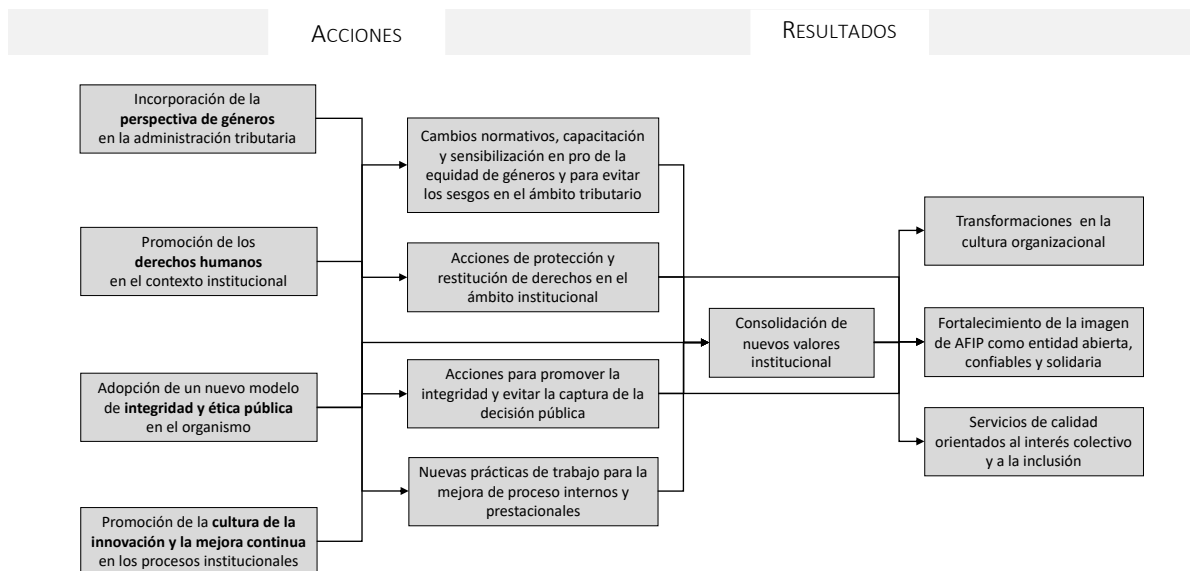 ACCIONES
RESULTADOS
Incorporación de la
perspectiva de géneros
en la administración tributaria
Promoción de los
derechos humanos
en el contexto institucional
Adopción de un nuevo modelo
de integridad y ética pública
en el organismo
Promoción de la cultura de la
innovación y la mejora continua
en los procesos institucionales
Cambios normativos, capacitación
y sensibilización en pro de la
equidad de géneros y para evitar
los sesgos en el ámbito tributario
Acciones de protección y
restitución de derechos en el
ámbito institucional
Acciones para promover la
integridad y evitar la captura de la
decisión pública
Nuevas prácticas de trabajo para la
mejora de proceso internos y
prestacionales
Consolidación de
nuevos valores
institucional
Transformaciones en la
cultura organizacional
Fortalecimiento de la imagen
de AFIP como entidad abierta,
confiables y solidaria
Servicios de calidad
orientados al interés colectivo
y a la inclusión